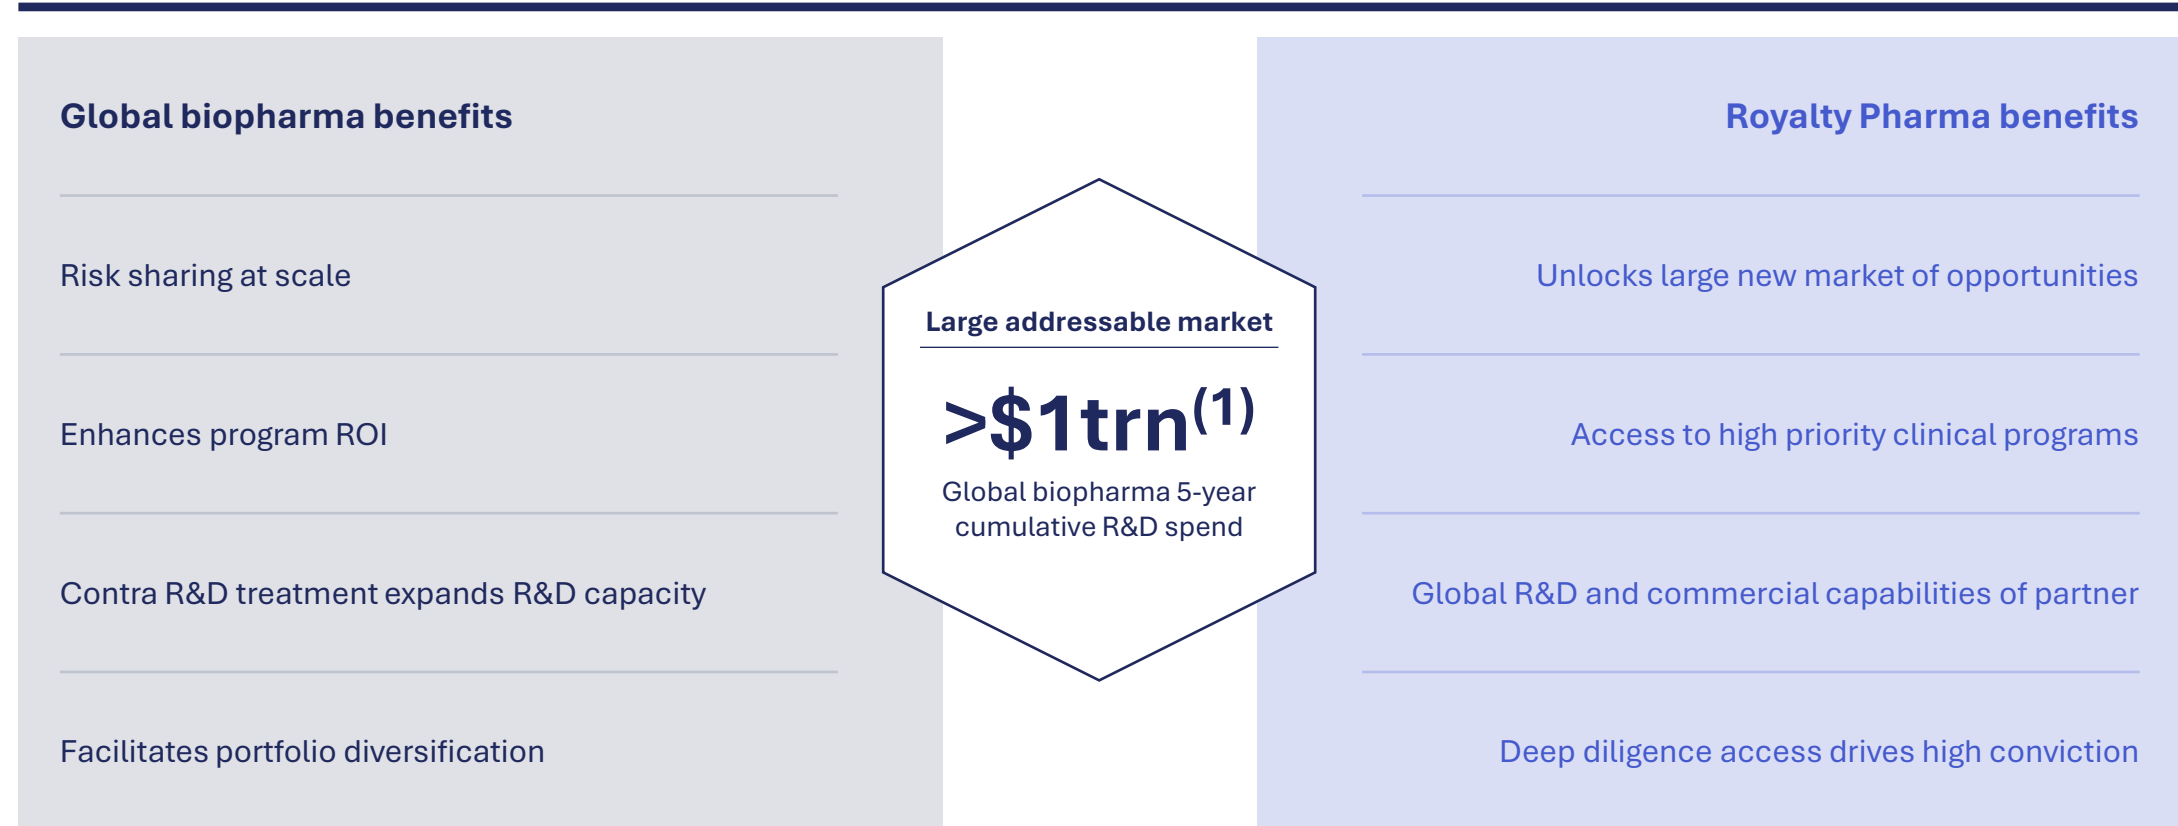 Global biopharma benefits
Risk sharing at scale
Enhances program ROI
Contra R&D treatment expands R&D capacity
Facilitates portfolio diversification
Large addressable market
>$1trn(1)
Global biopharma 5-year
cumulative R&D spend
Royalty Pharma benefits
Unlocks large new market of opportunities
Access to high priority clinical programs
Global R&D and commercial capabilities of partner
Deep diligence access drives high conviction